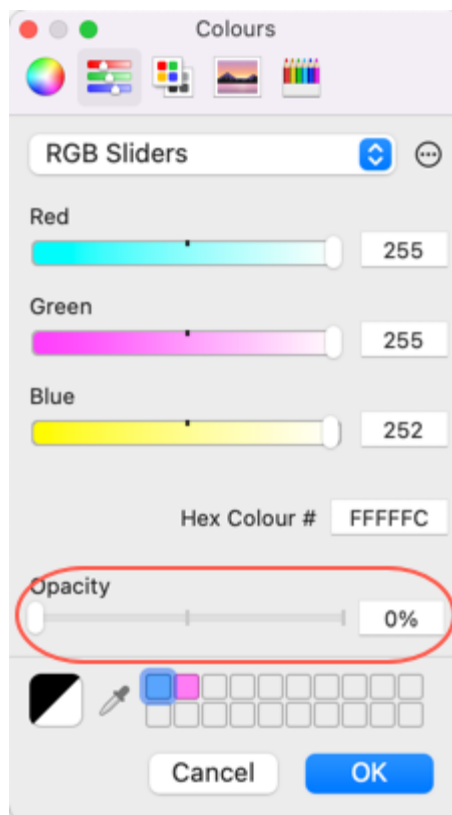 Colours
RGB Sliders
Red
255
Green
255
Blue
252
Hex Colour # FFFFFC
Opacity
0%
Cancel OK